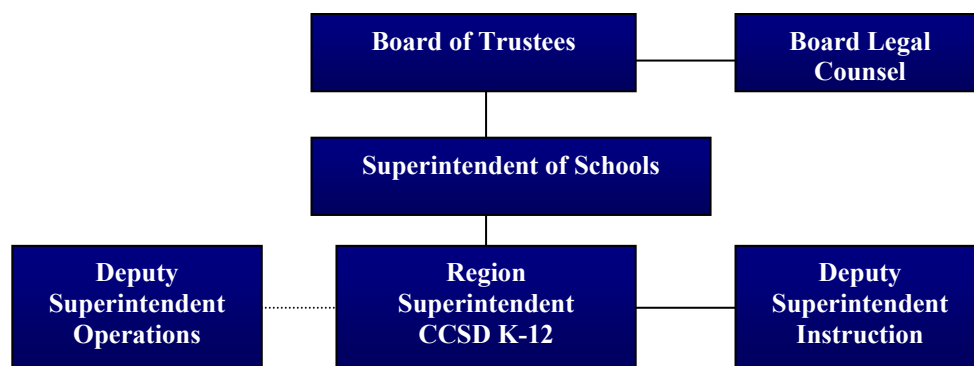 Board of Trustees
Board Legal
Counsel
Superintendent of Schools
Deputy
Superintendent
Operations
Region
Superintendent
CCSD K-12
Deputy
Superintendent
Instruction